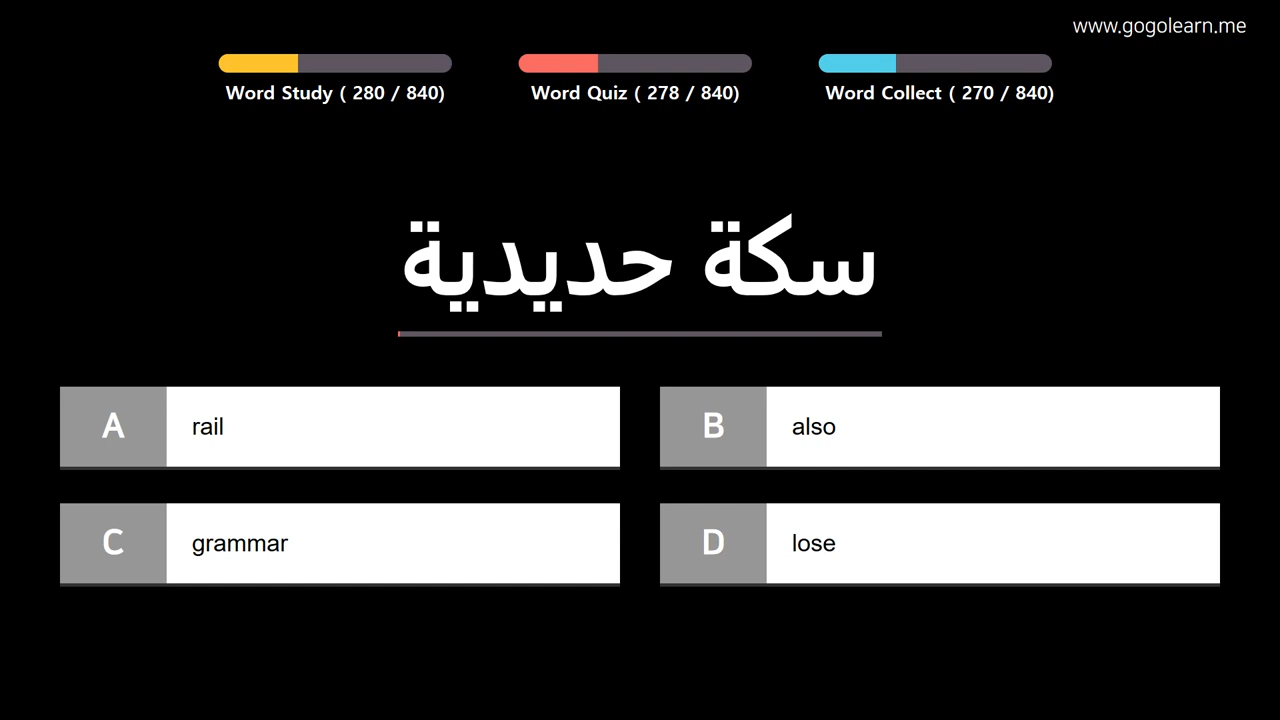 www.gogolearn.me
Word Study ( 280 / 840)
Word Quiz ( 278 / 840)
Word Collect ( 270 / 840)
سكة حديدية
A rail
B also
C grammar
D lose